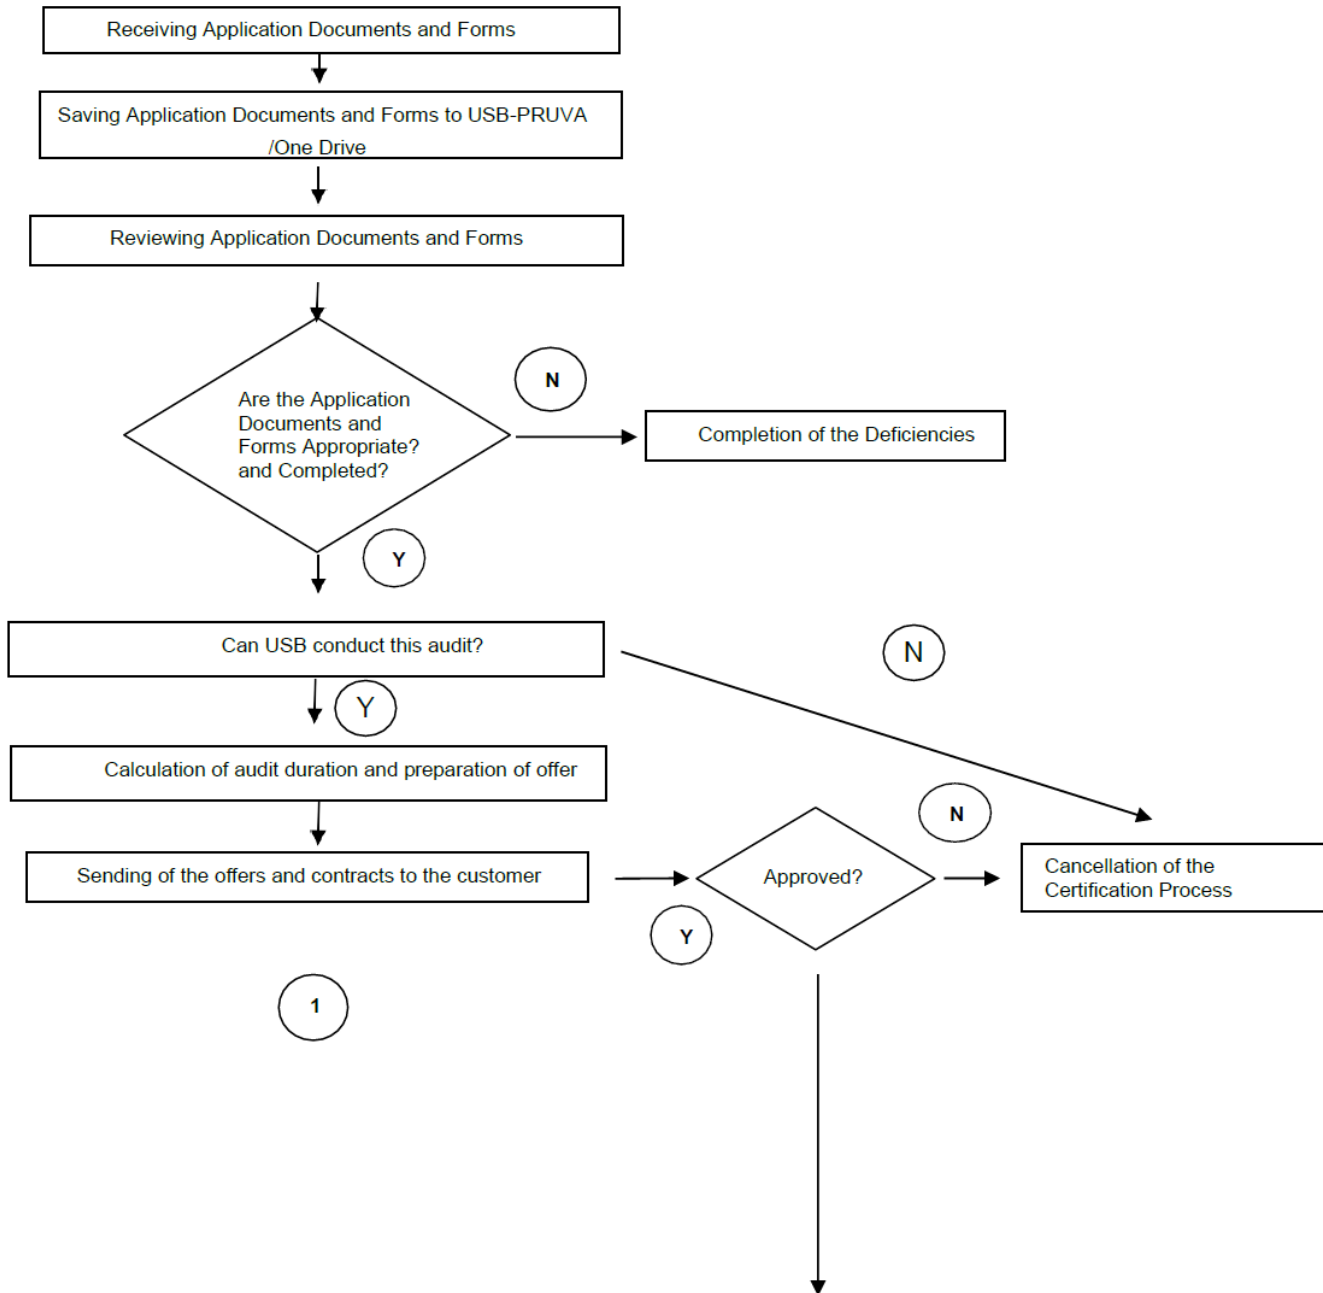 Receiving Application Documents and Forms
Saving Application Documents and Forms to USB-PRUVA
/One Drive
Reviewing Application Documents and Forms
N
Are the Application
Documents and
Forms Appropriate?
and Completed?
Completion of the Deficiencies
Y
Can USB conduct this audit?
N
Y
Calculation of audit duration and preparation of offer
N
Sending of the offers and contracts to the customer
Approved?
Cancellation of the
Certification Process
Y
1